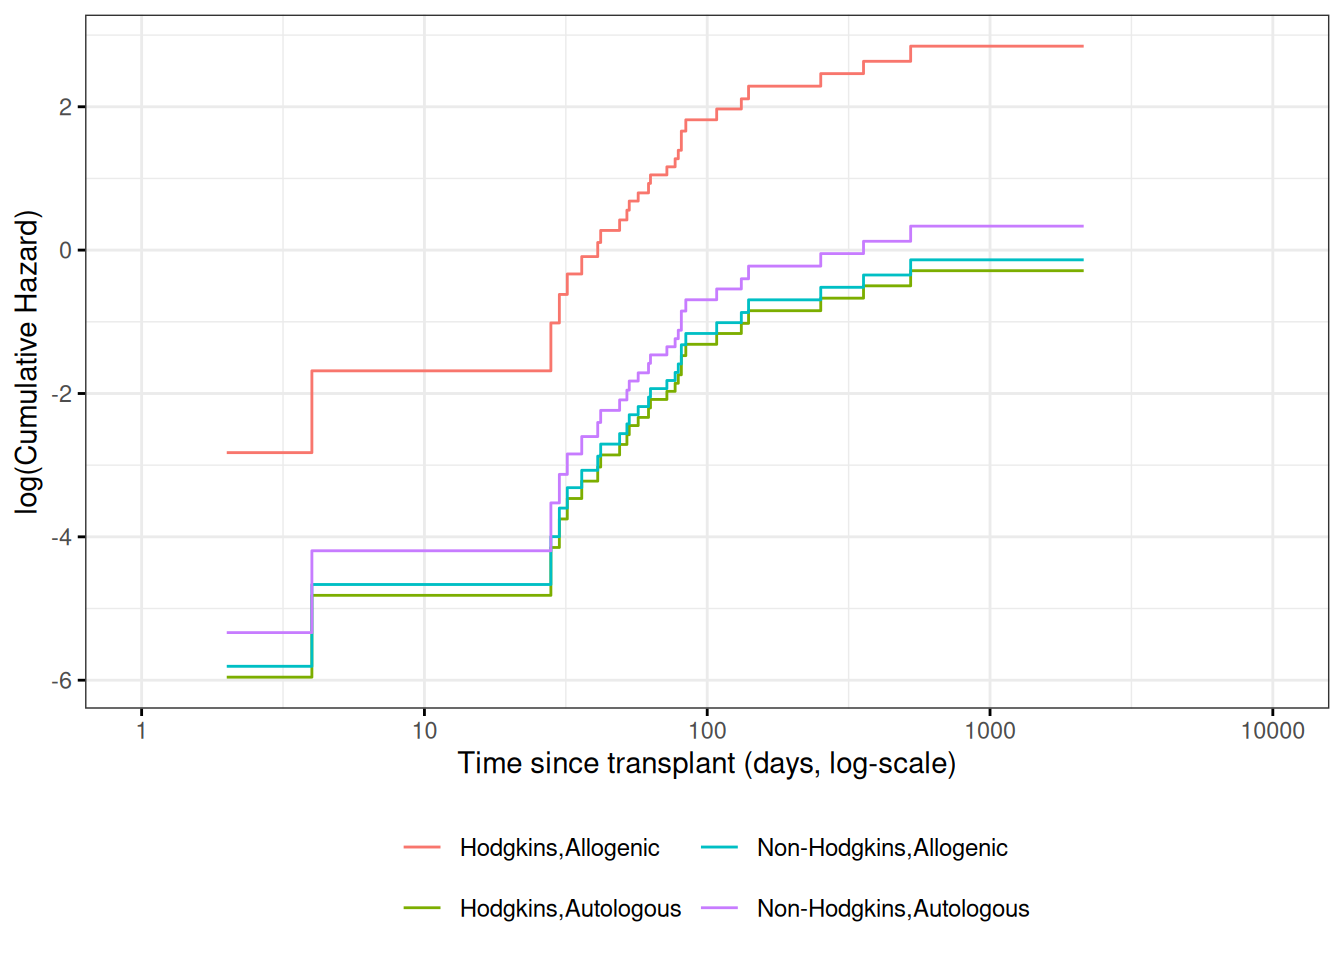 log(Cumulative Hazard)
2
0
-2
-4
-6
1 10 100 1000 10000
Time since transplant (days, log-scale)
Hodgkins,Allogenic Non-Hodgkins,Allogenic
Hodgkins,Autologous Non-Hodgkins,Autologous